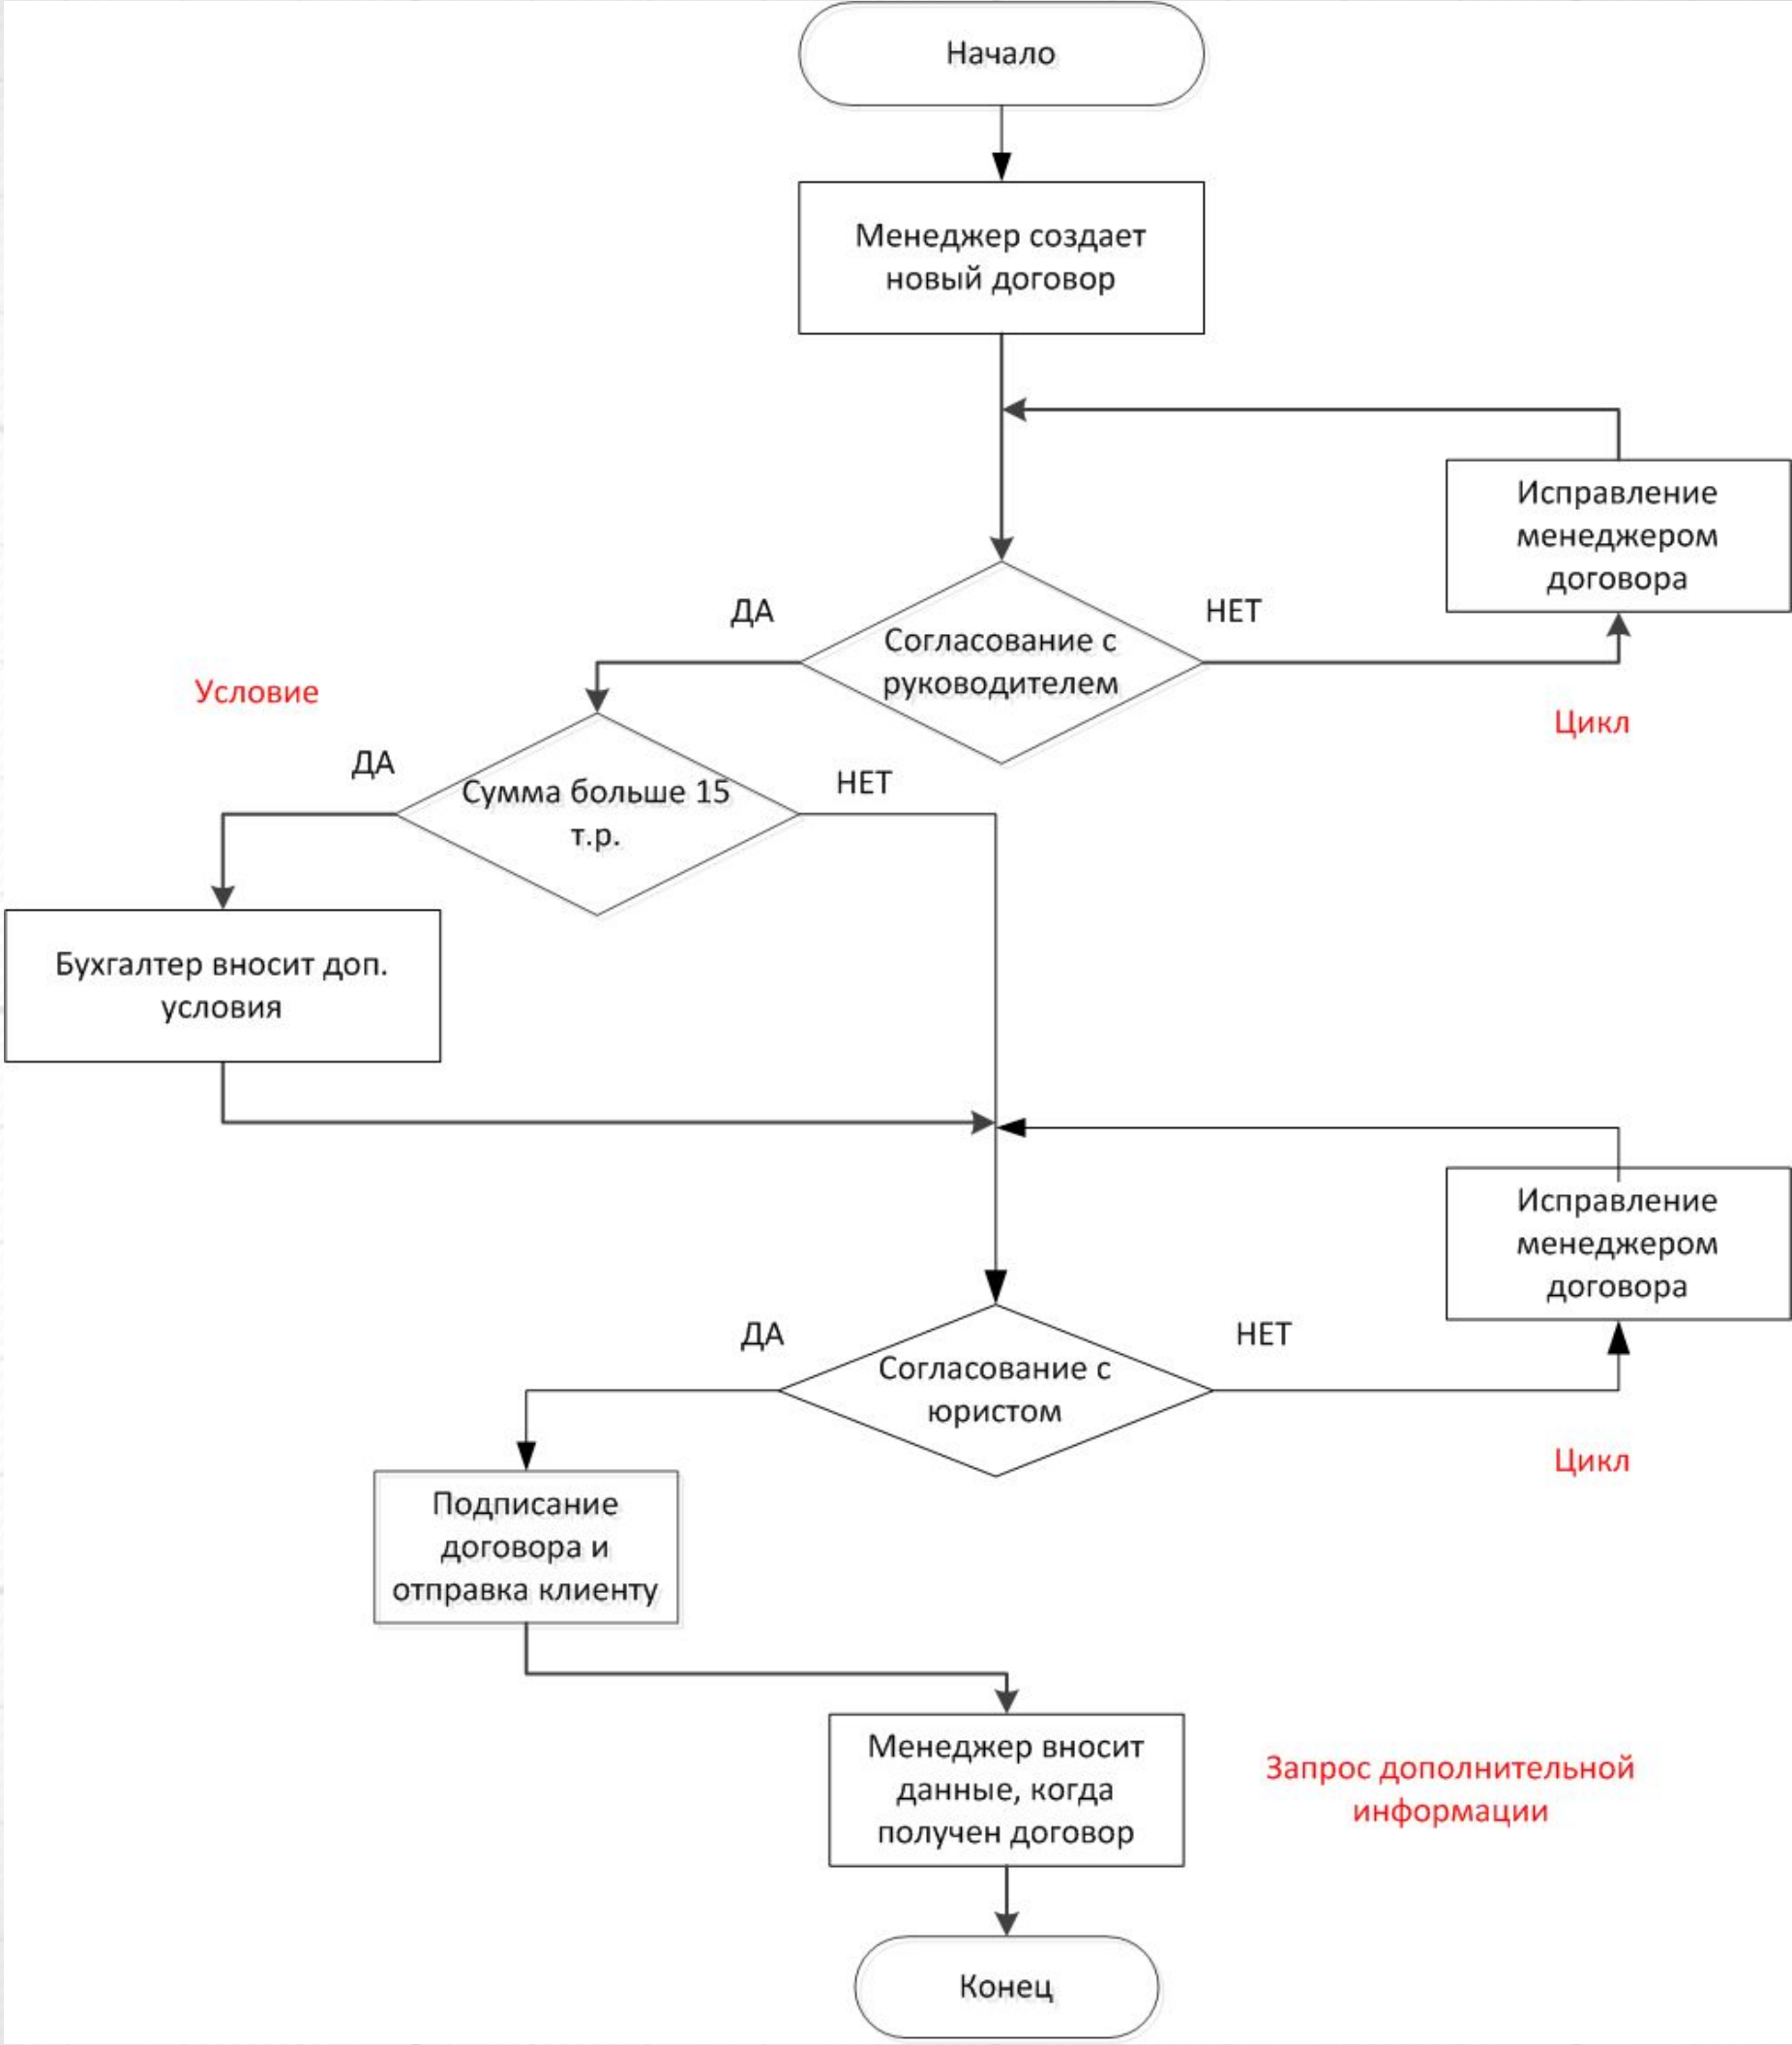 Начало
Менеджер создает
новый договор
Исправление
менеджером
договора
ДА
НЕТ
Согласование с
руководителем
Условие
Цикл
ДА
НЕТ
Сумма больше 15
т.р.
Бухгалтер вносит доп.
условия
Исправление
менеджером
договора
ДА
НЕТ
Согласование с
юристом
Цикл
Подписание
договора и
отправка клиенту
Менеджер вносит
данные, когда
получен договор
Запрос дополнительной
информации
Конец